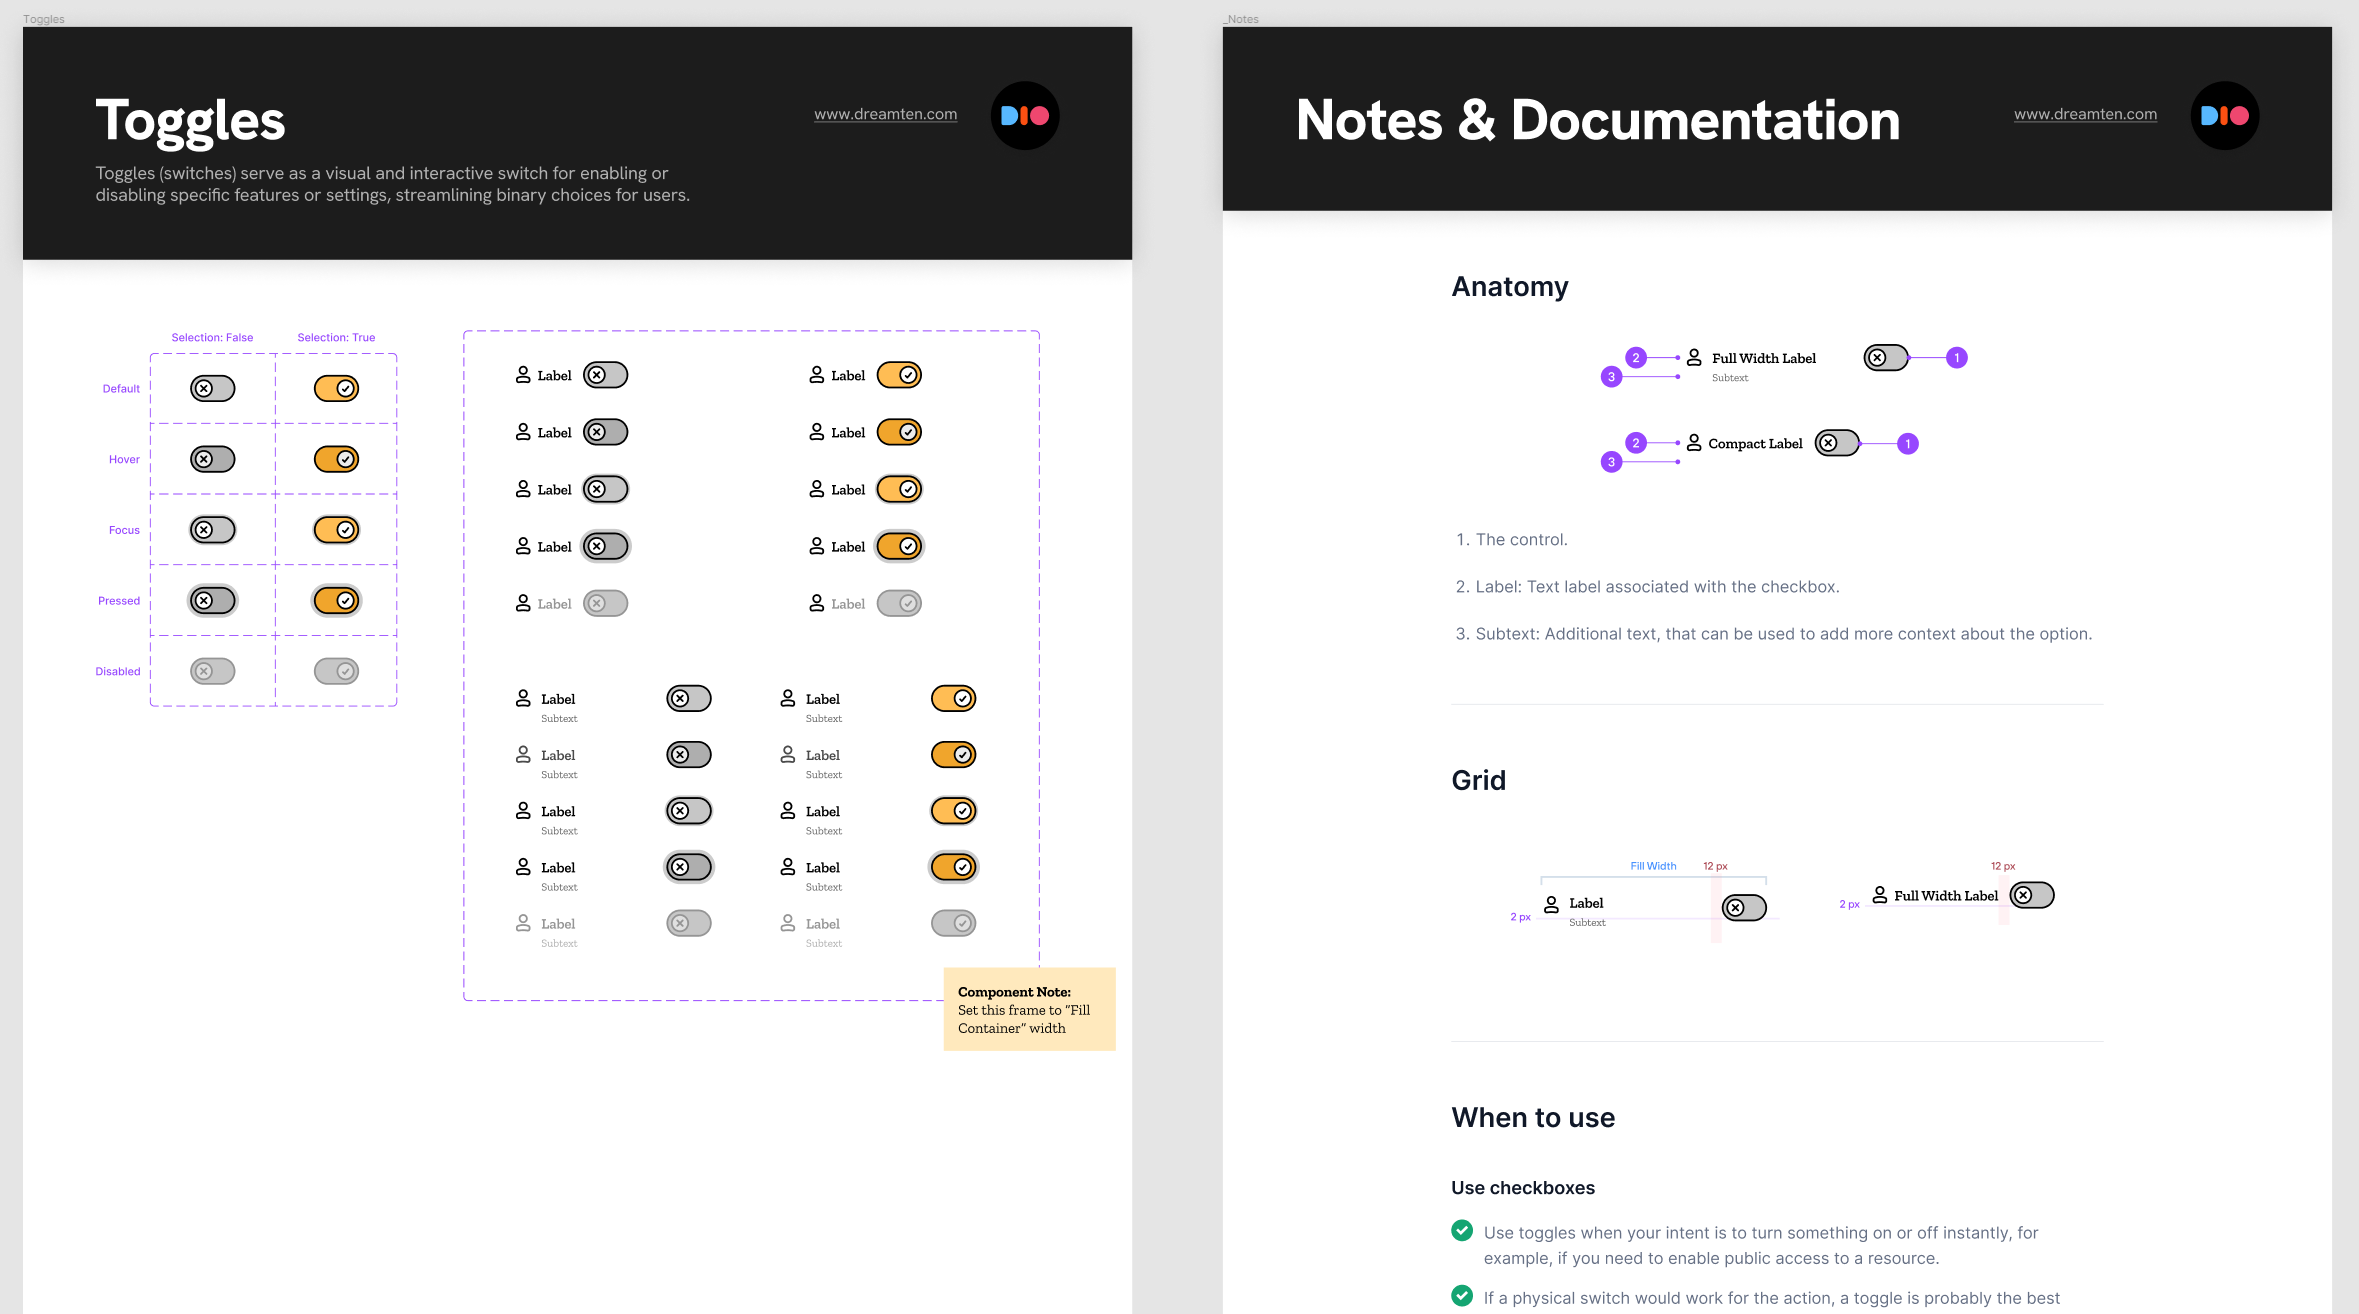 Toggles
Toggles
www.dreamten.com
Toggles (switches) serve as a visual and interactive switch for enabling or
disabling specific features or settings, streamlining binary choices for users.
Selection: False
Selection: True
Default
Hover
Focus
Pressed
Disabled
Label
Label
Label
Label
Label
Label
Label
Label
Label
Label
Label
Subtext
Label
Subtext
Label
Subtext
Label
Subtext
Label
Subtext
Label
Subtext
Label
Subtext
Label
Subtext
Label
Subtext
Label
Subtext
Component Note:
Set this frame to “Fill
Container” width
_Notes
Notes & Documentation
www.dreamten.com
Anatomy
2
Full Width Label
1
3
Subtext
2
Compact Label
1
3
1. The control.
2. Label: Text label associated with the checkbox.
3. Subtext: Additional text, that can be used to add more context about the option.
Grid
Fill Width
12 px
Label
2 px
Subtext
12 px
2 px
Full Width Label
When to use
Use checkboxes
Use toggles when your intent is to turn something on or off instantly, for
example, if you need to enable public access to a resource.
If a physical switch would work for the action, a toggle is probably the best